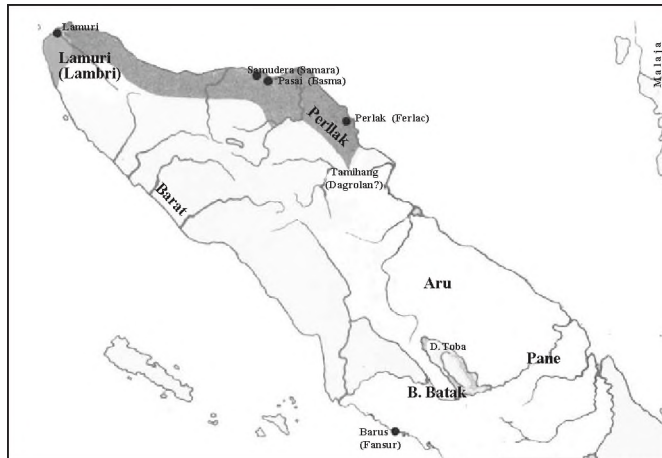 Lamuri
Lamuri
(Lambri)
Samudera (Samara)
Pasai (Basma)
Malaja
Perllak
Perlak (Ferlac)
Tamihang
(Dagrolan?)
Barat
Aru
D. Toba
Pane
B. Batak
Barus
(Fansur)